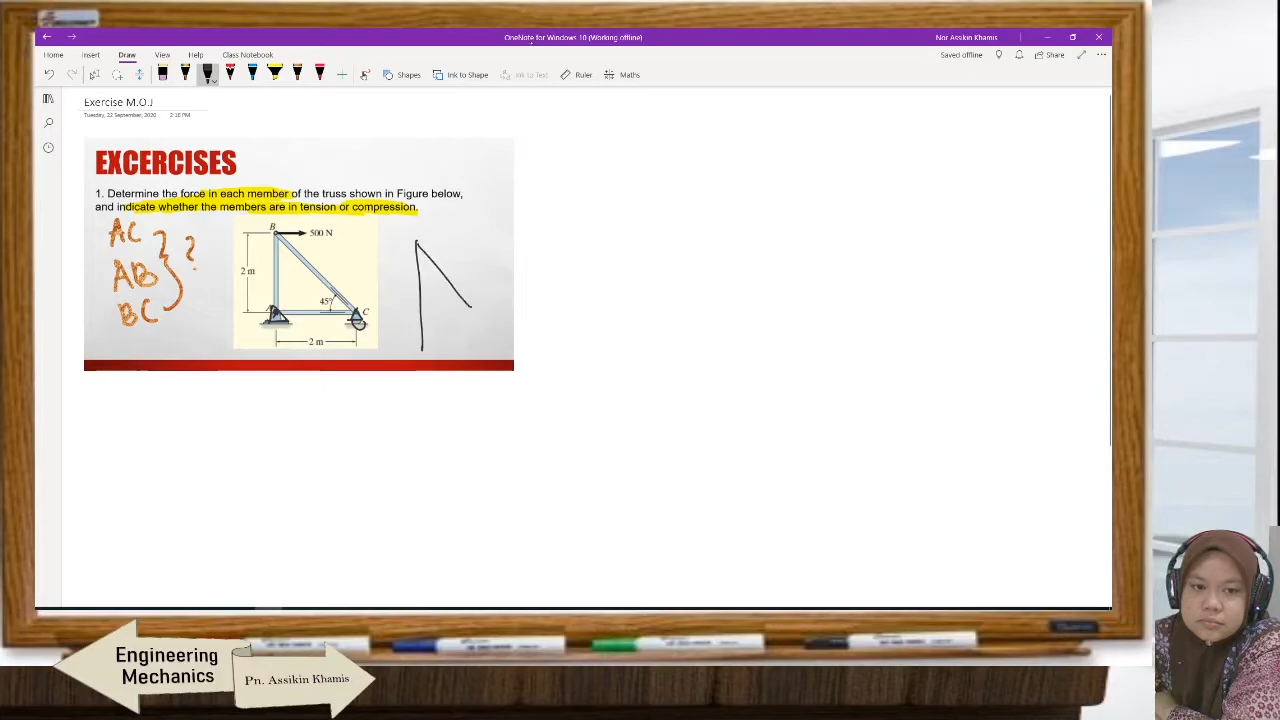 OneNote for Windows 10 (Working offline)
Nor Assikin Khamis
Home
Insert
Draw
View
Help
Class Notebook
Saved offline
Share
Shapes
Ink to Shape
Ink to Text
Ruler
Maths
Exercise M.O.J
Tuesday, 22 September, 2020
2:16 PM
EXCERCISES
1. Determine the force in each member of the truss shown in Figure below,
and indicate whether the members are in tension or compression.
AC
AB
BC
?
B
500 N
2 m
45°
A
C
2 m
Engineering
Mechanics
Pn. Assikin Khamis